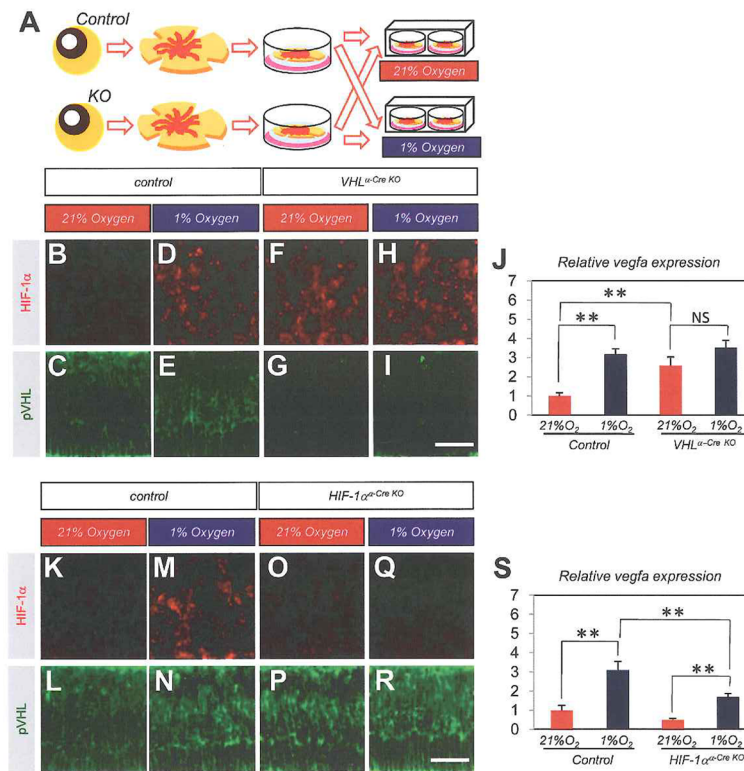 A
Control
KO
21% Oxygen
1% Oxygen
control
VHLα-Cre KO
21% Oxygen
1% Oxygen
21% Oxygen
1% Oxygen
HIF-1α
B
D
F
H
pVHL
C
E
G
I
J
Relative vegfa expression
7
6
5
4
3
2
1
0
**
**
NS
21%O2
1%O2
21%O2
1%O2
Control
VHLα-Cre KO
control
HIF-1αα-Cre KO
21% Oxygen
1% Oxygen
21% Oxygen
1% Oxygen
HIF-1α
K
M
O
Q
pVHL
L
N
P
R
S
Relative vegfa expression
7
6
5
4
3
2
1
0
**
**
**
21%O2
1%O2
21%O2
1%O2
Control
HIF-1αα-Cre KO